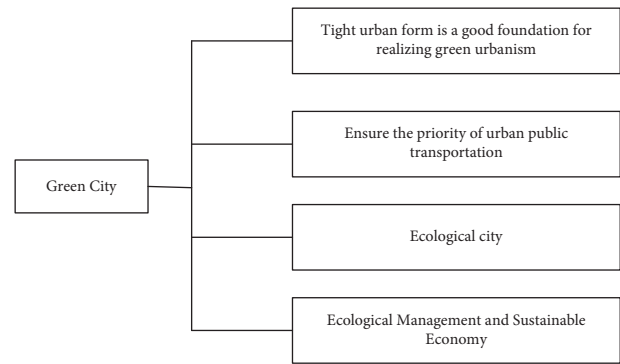 Tight urban form is a good foundation for
realizing green urbanism
Ensure the priority of urban public
transportation
Green City
Ecological city
Ecological Management and Sustainable
Economy